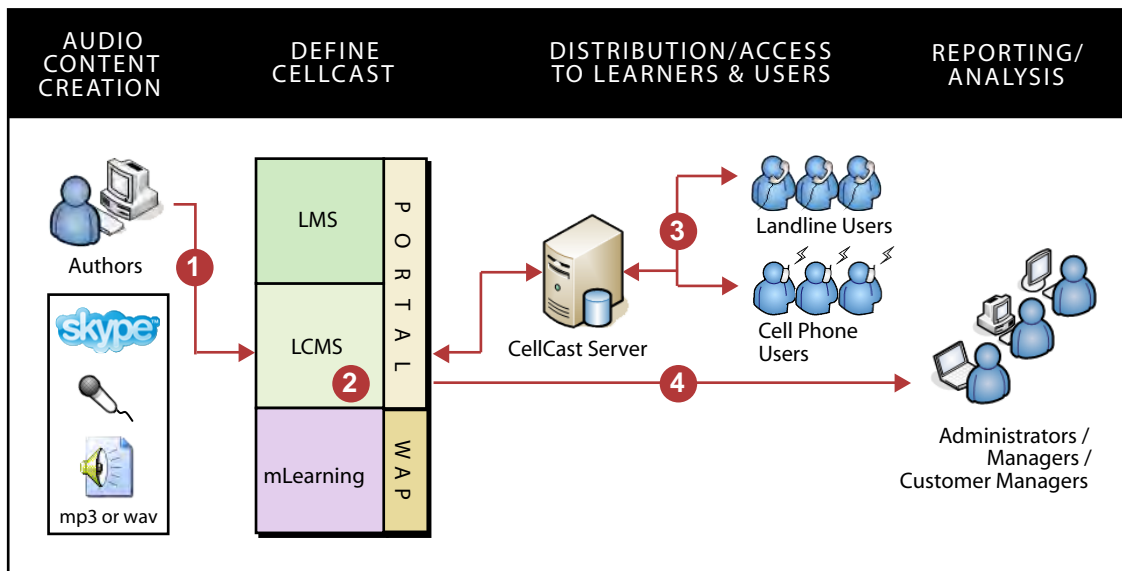 AUDIO
CONTENT
CREATION
DEFINE
CELLCAST
DISTRIBUTION/ACCESS
TO LEARNERS & USERS
REPORTING/
ANALYSIS
Authors
1
skype
mp3 or wav
LMS
LCMS
2
mLearning
PORTAL
WAP
CellCast Server
3
Landline Users
Cell Phone
Users
4
Administrators /
Managers /
Customer Managers